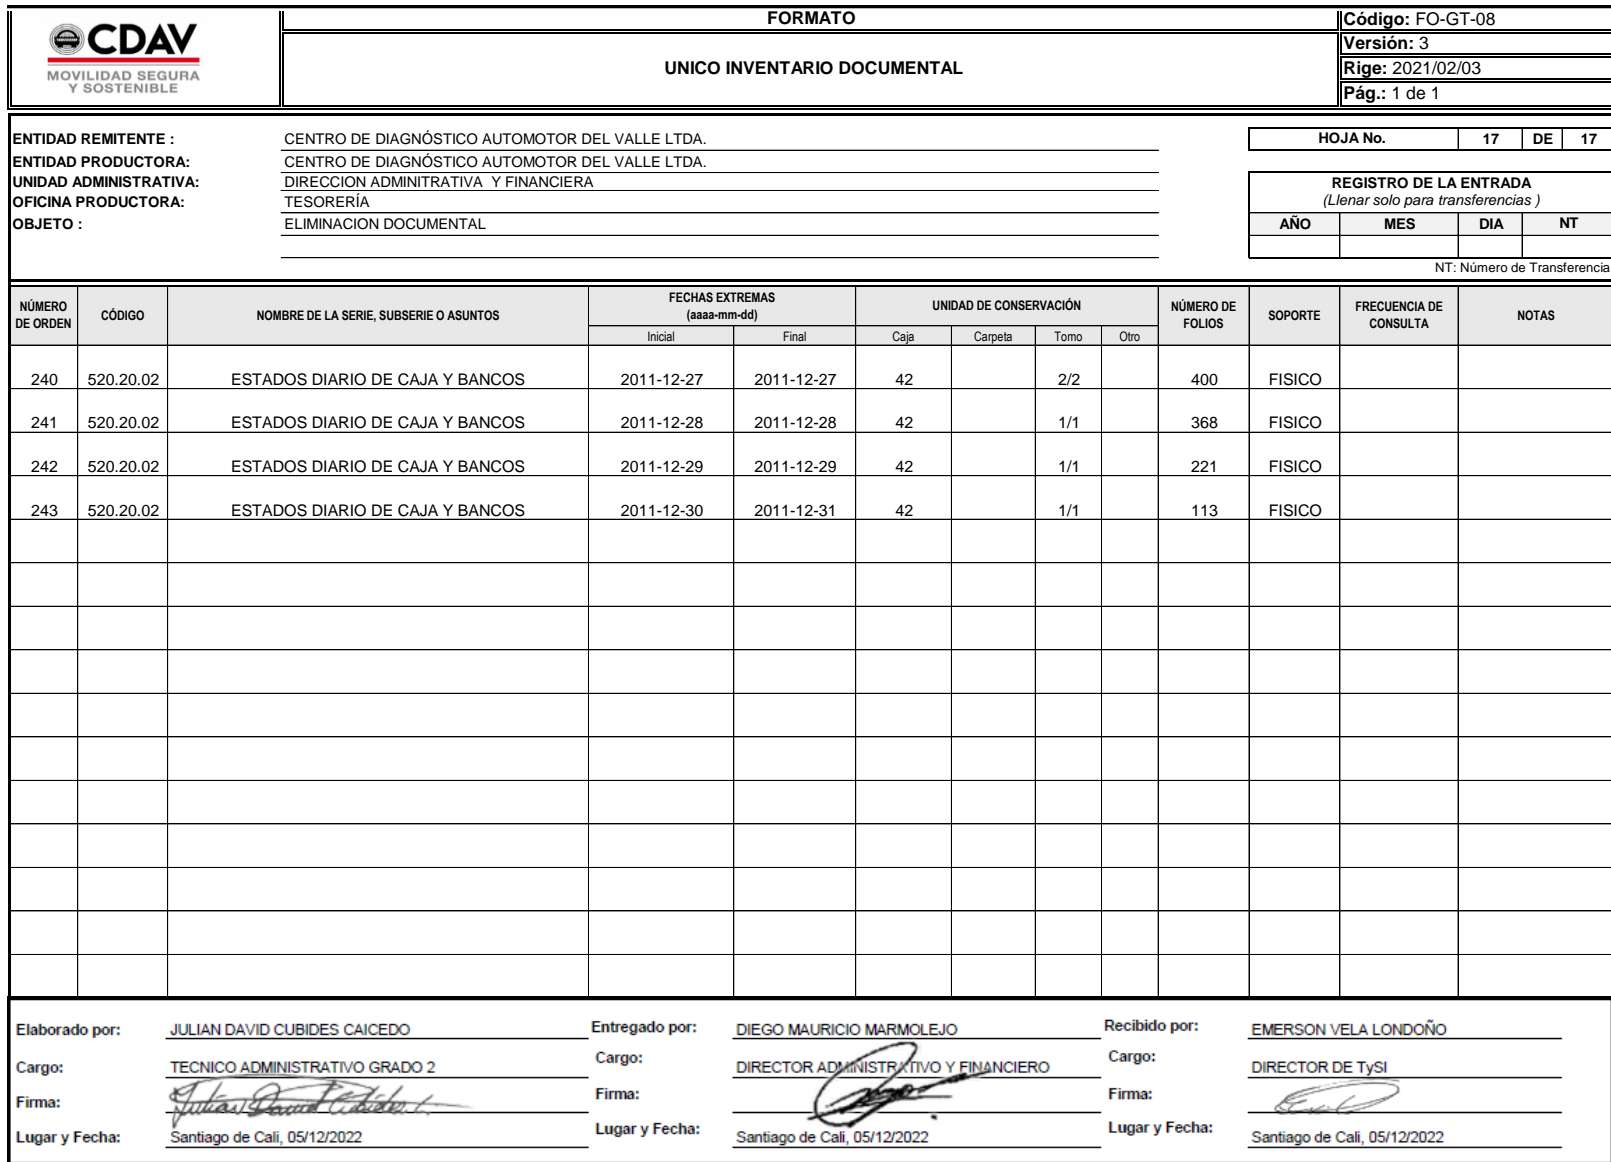 CDAV
MOVILIDAD SEGURA
Y SOSTENIBLE
FORMATO
UNICO INVENTARIO DOCUMENTAL
Código: FO-GT-08
Versión: 3
Rige: 2021/02/03
Pág.: 1 de 1
ENTIDAD REMITENTE : CENTRO DE DIAGNÓSTICO AUTOMOTOR DEL VALLE LTDA.
ENTIDAD PRODUCTORA: CENTRO DE DIAGNÓSTICO AUTOMOTOR DEL VALLE LTDA.
UNIDAD ADMINISTRATIVA: DIRECCION ADMINITRATIVA Y FINANCIERA
OFICINA PRODUCTORA: TESORERÍA
OBJETO : ELIMINACION DOCUMENTAL
HOJA No. 17 DE 17
REGISTRO DE LA ENTRADA
(Llenar solo para transferencias )
AÑO MES DIA NT
NT: Número de Transferencia
NÚMERO DE ORDEN CÓDIGO NOMBRE DE LA SERIE, SUBSERIE O ASUNTOS FECHAS EXTREMAS (aaaa-mm-dd) UNIDAD DE CONSERVACIÓN NÚMERO DE FOLIOS SOPORTE FRECUENCIA DE CONSULTA NOTAS
Inicial Final Caja Carpeta Tomo Otro
240 520.20.02 ESTADOS DIARIO DE CAJA Y BANCOS 2011-12-27 2011-12-27 42 2/2 400 FISICO
241 520.20.02 ESTADOS DIARIO DE CAJA Y BANCOS 2011-12-28 2011-12-28 42 1/1 368 FISICO
242 520.20.02 ESTADOS DIARIO DE CAJA Y BANCOS 2011-12-29 2011-12-29 42 1/1 221 FISICO
243 520.20.02 ESTADOS DIARIO DE CAJA Y BANCOS 2011-12-30 2011-12-31 42 1/1 113 FISICO
Elaborado por: JULIAN DAVID CUBIDES CAICEDO Entregado por: DIEGO MAURICIO MARMOLEJO Recibido por: EMERSON VELA LONDOÑO
Cargo: TECNICO ADMINISTRATIVO GRADO 2 Cargo: DIRECTOR ADMINISTRATIVO Y FINANCIERO Cargo: DIRECTOR DE TySI
Firma: Julián David Cubides C. Firma: Firma:
Lugar y Fecha: Santiago de Cali, 05/12/2022 Lugar y Fecha: Santiago de Cali, 05/12/2022 Lugar y Fecha: Santiago de Cali, 05/12/2022